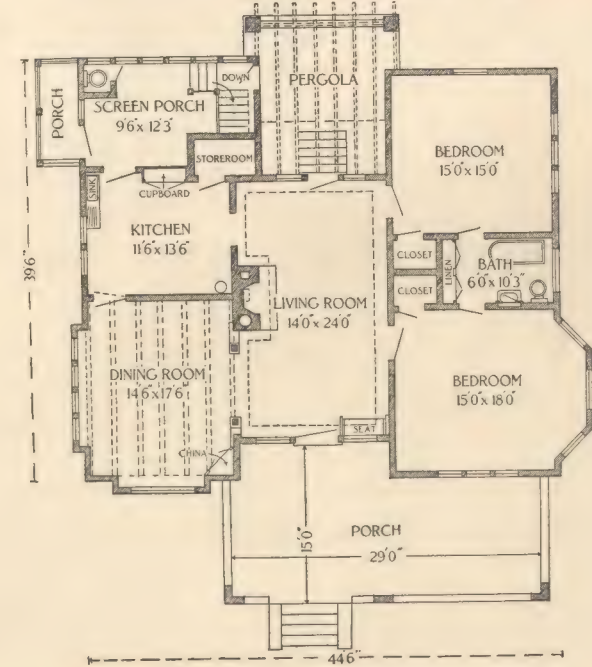 DOWN
PERGOLA
PORCH
SCREEN PORCH
9'6" x 12'3"
STOREROOM
BEDROOM
15'0" x 15'0"
SINK
CUPBOARD
KITCHEN
11'6" x 13'6"
39'6"
CLOSET
LINEN
BATH
6'0" x 10'3"
CLOSET
LIVING ROOM
14'0" x 24'0"
DINING ROOM
14'6" x 17'6"
BEDROOM
15'0" x 18'0"
SEAT
CHINA
15'0"
PORCH
29'0"
44'6"